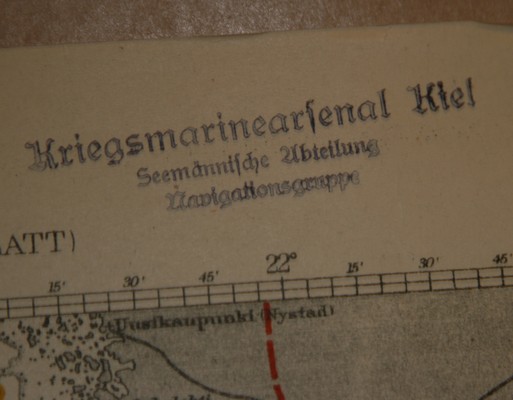 Kriegsmarinearſenal Kiel
Seemänniſche Abteilung
Navigationsgruppe
ATT)
15' 30' 45' 22° 15' 30' 45'
Uusikaupunki (Nystad)